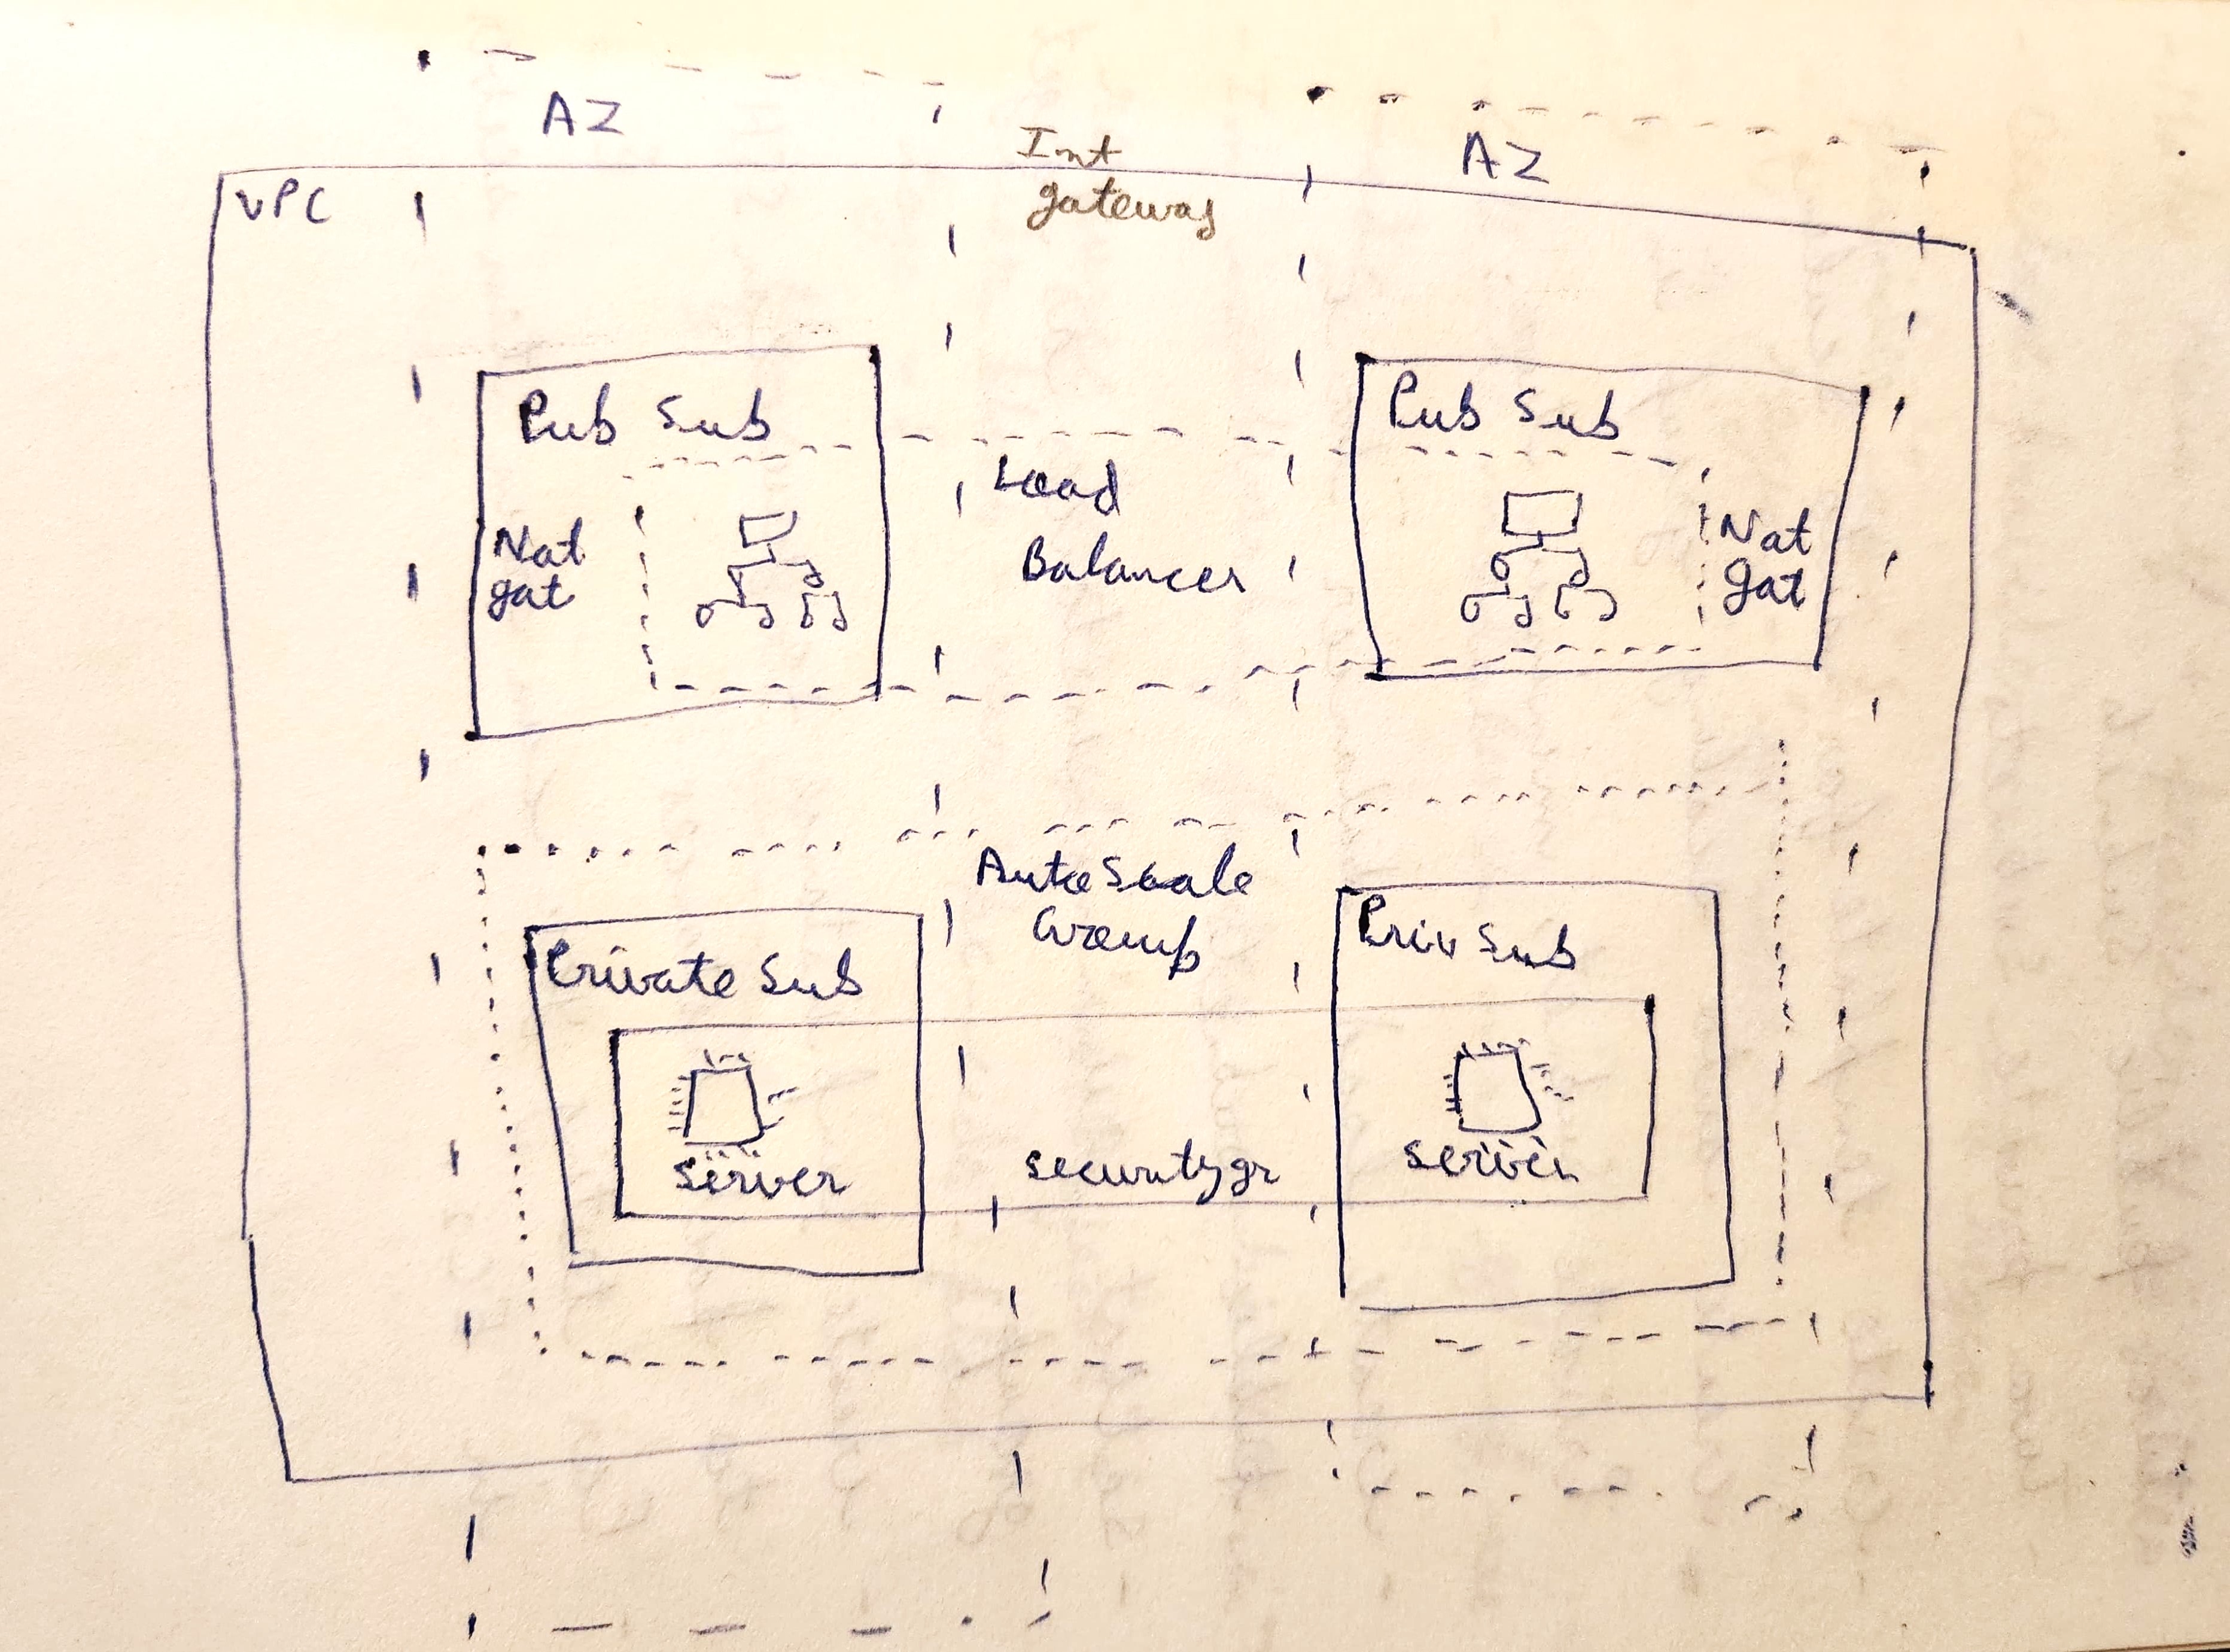 AZ
AZ
Int
gateway
VPC
Pub Sub
Pub Sub
Load
Balancer
Nat
gat
Nat
gat
AutoScale
Group
Private Sub
Priv Sub
server
securitygr
server